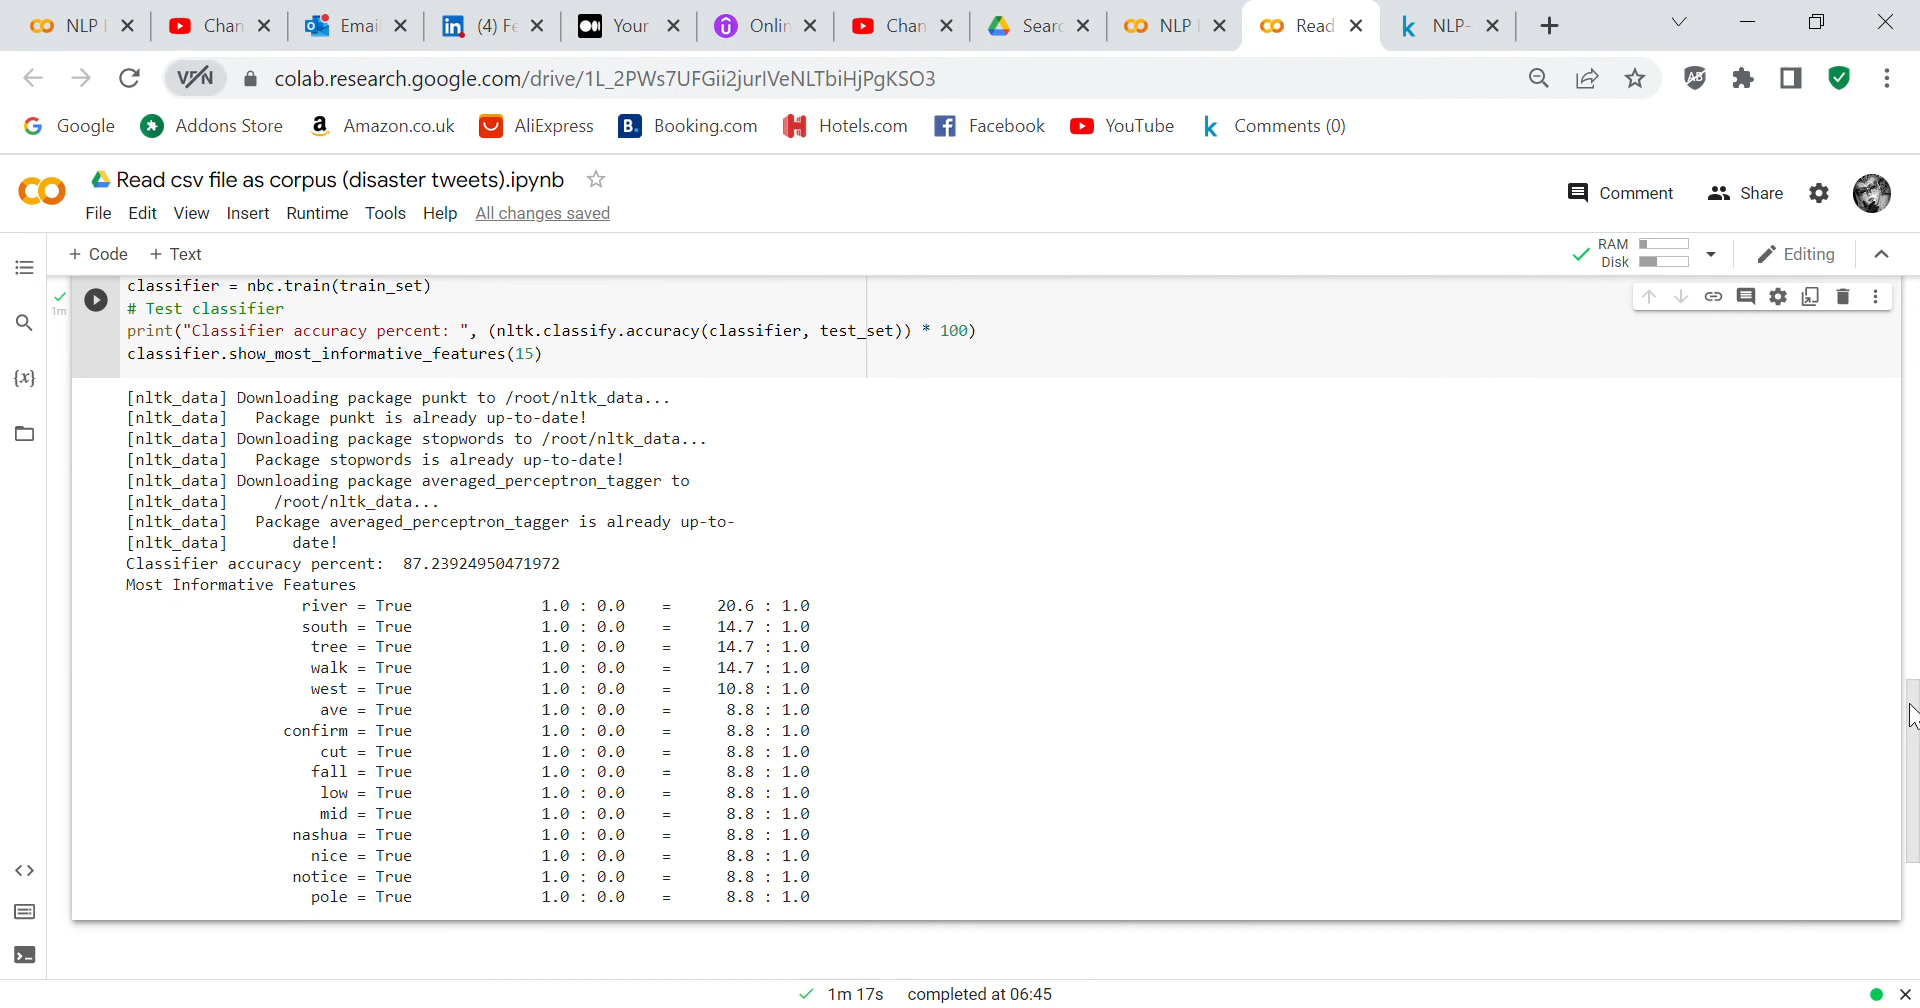 NLP I
Chan
Email
(4) Fe
Your
Onlin
Chan
Searc
NLP I
Read
NLP-
VPN
colab.research.google.com/drive/1L_2PWs7UFGii2jurIVeNLTbiHjPgKSO3
Google
Addons Store
Amazon.co.uk
AliExpress
Booking.com
Hotels.com
Facebook
YouTube
Comments (0)
Read csv file as corpus (disaster tweets).ipynb
Comment
Share
File Edit View Insert Runtime Tools Help All changes saved
+ Code + Text
RAM
Disk
Editing
1m
classifier = nbc.train(train_set)
# Test classifier
print("Classifier accuracy percent: ", (nltk.classify.accuracy(classifier, test_set)) * 100)
classifier.show_most_informative_features(15)
[nltk_data] Downloading package punkt to /root/nltk_data...
[nltk_data]   Package punkt is already up-to-date!
[nltk_data] Downloading package stopwords to /root/nltk_data...
[nltk_data]   Package stopwords is already up-to-date!
[nltk_data] Downloading package averaged_perceptron_tagger to
[nltk_data]     /root/nltk_data...
[nltk_data]   Package averaged_perceptron_tagger is already up-to-
[nltk_data]       date!
Classifier accuracy percent:  87.23924950471972
Most Informative Features
river = True 1.0 : 0.0 = 20.6 : 1.0
south = True 1.0 : 0.0 = 14.7 : 1.0
tree = True 1.0 : 0.0 = 14.7 : 1.0
walk = True 1.0 : 0.0 = 14.7 : 1.0
west = True 1.0 : 0.0 = 10.8 : 1.0
ave = True 1.0 : 0.0 = 8.8 : 1.0
confirm = True 1.0 : 0.0 = 8.8 : 1.0
cut = True 1.0 : 0.0 = 8.8 : 1.0
fall = True 1.0 : 0.0 = 8.8 : 1.0
low = True 1.0 : 0.0 = 8.8 : 1.0
mid = True 1.0 : 0.0 = 8.8 : 1.0
nashua = True 1.0 : 0.0 = 8.8 : 1.0
nice = True 1.0 : 0.0 = 8.8 : 1.0
notice = True 1.0 : 0.0 = 8.8 : 1.0
pole = True 1.0 : 0.0 = 8.8 : 1.0
1m 17s completed at 06:45